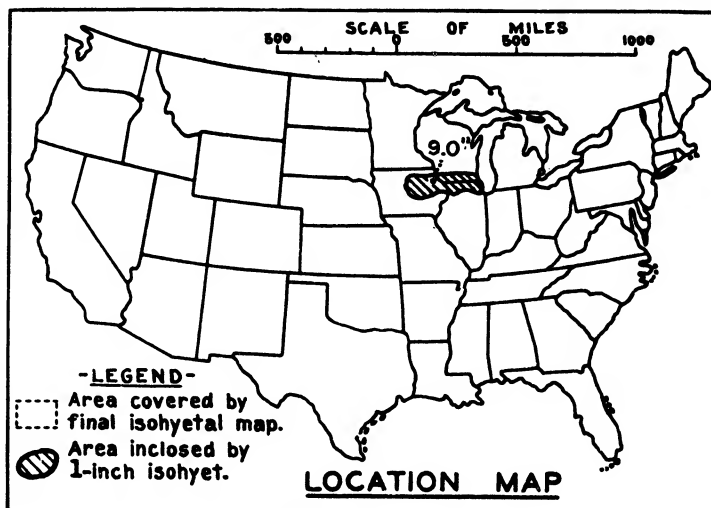 SCALE OF MILES
500 0 500 1000
9.0"
-LEGEND-
Area covered by
final isohyetal map.
Area inclosed by
1-inch isohyet.
LOCATION MAP